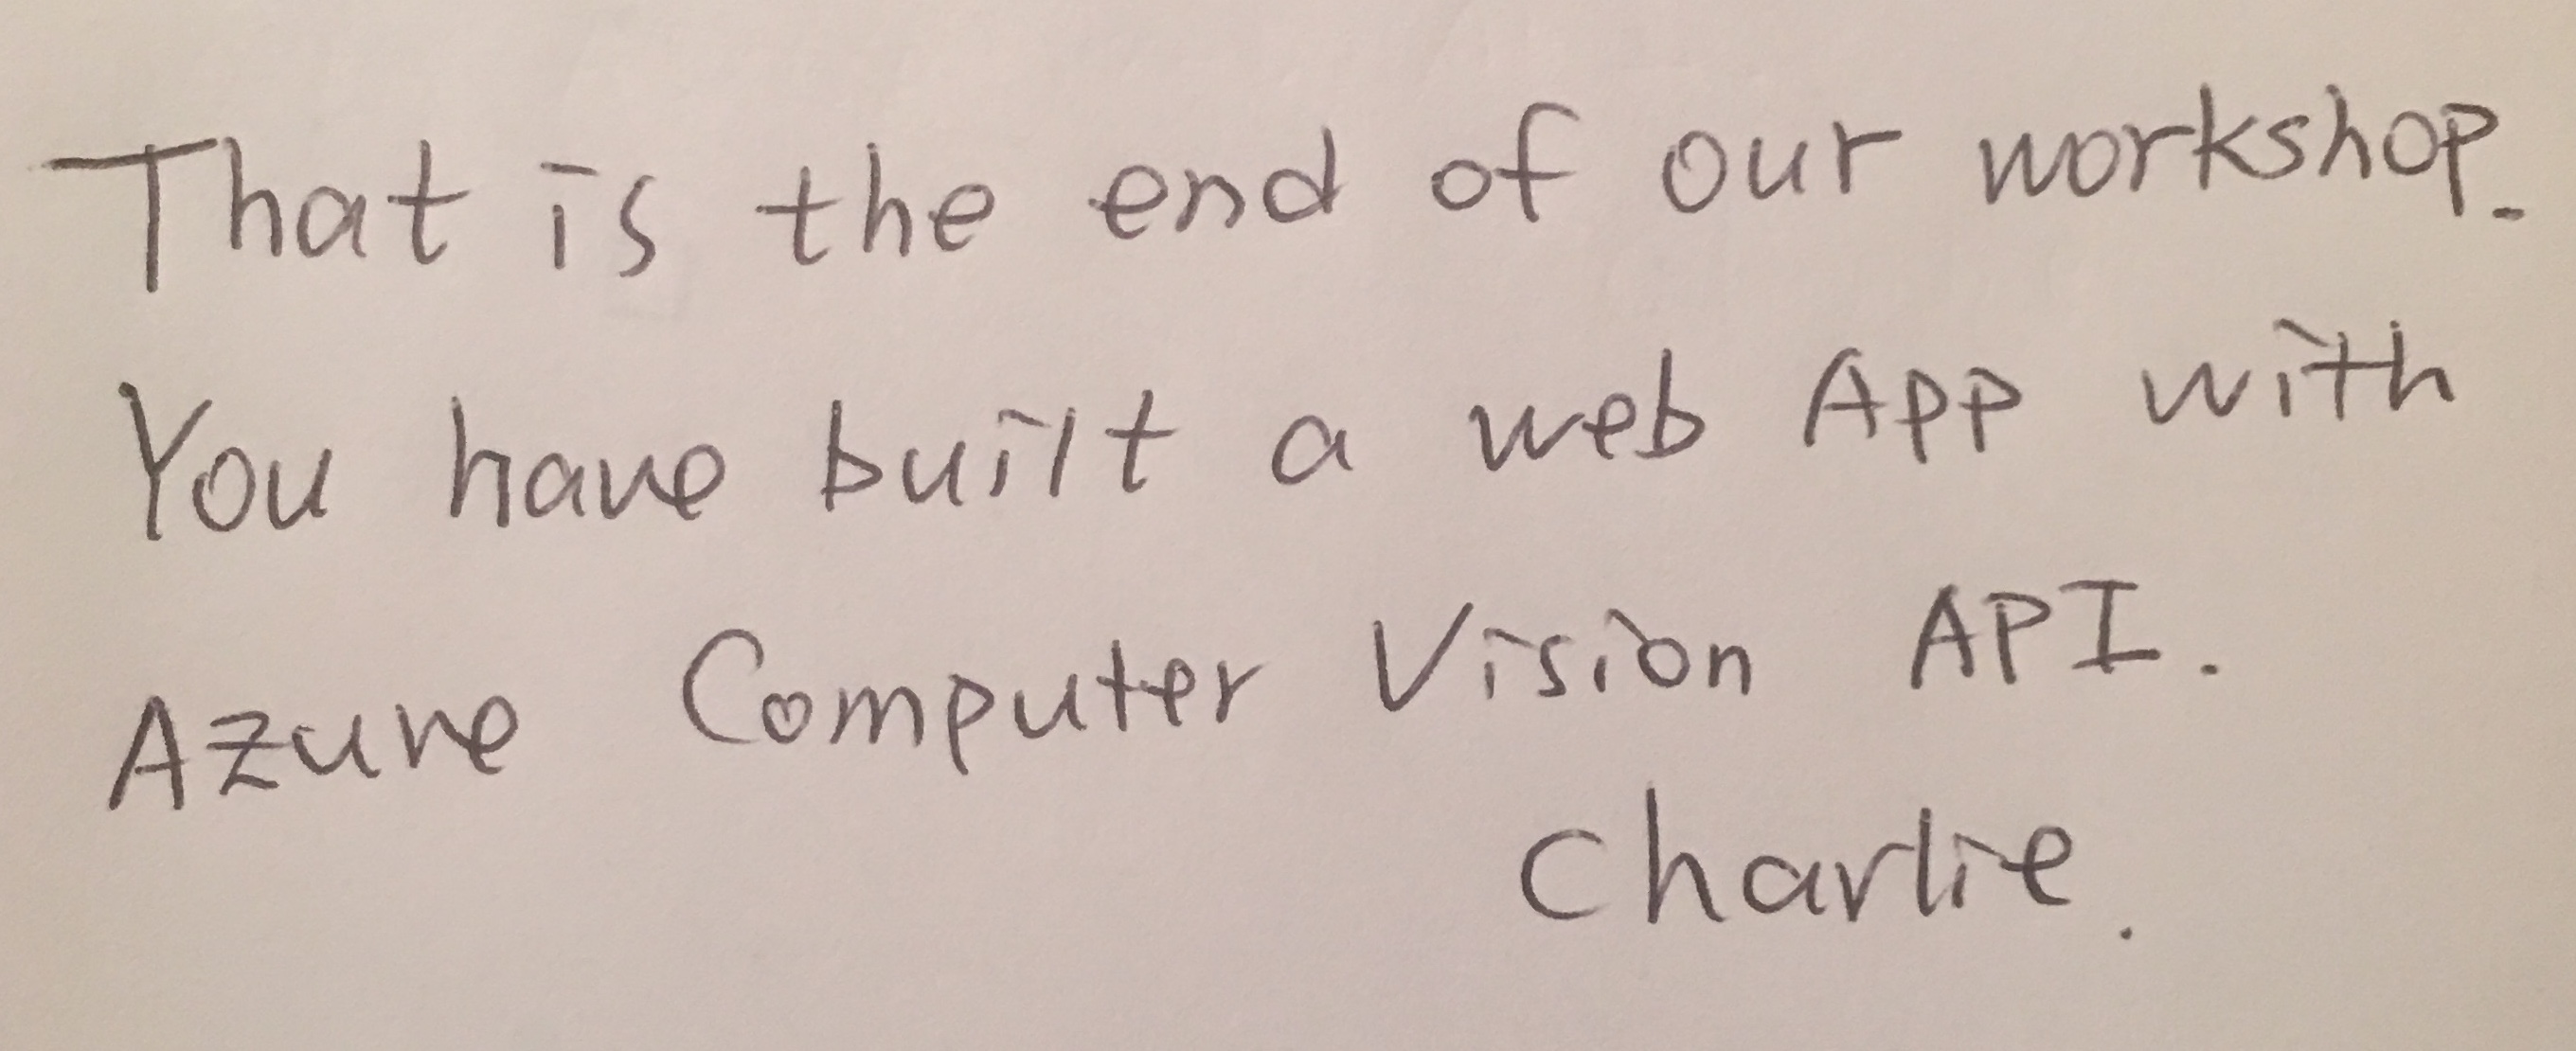 That is the end of our workshop.
You have built a web App with
Azure Computer Vision API.
Charlie.